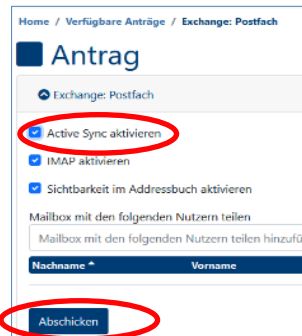 Home / Verfügbare Anträge / Exchange: Postfach
Antrag
Exchange: Postfach
Active Sync aktivieren
IMAP aktivieren
Sichtbarkeit im Addressbuch aktivieren
Mailbox mit den folgenden Nutzern teilen
Mailbox mit den folgenden Nutzern teilen hinzufü
Nachname Vorname
Abschicken